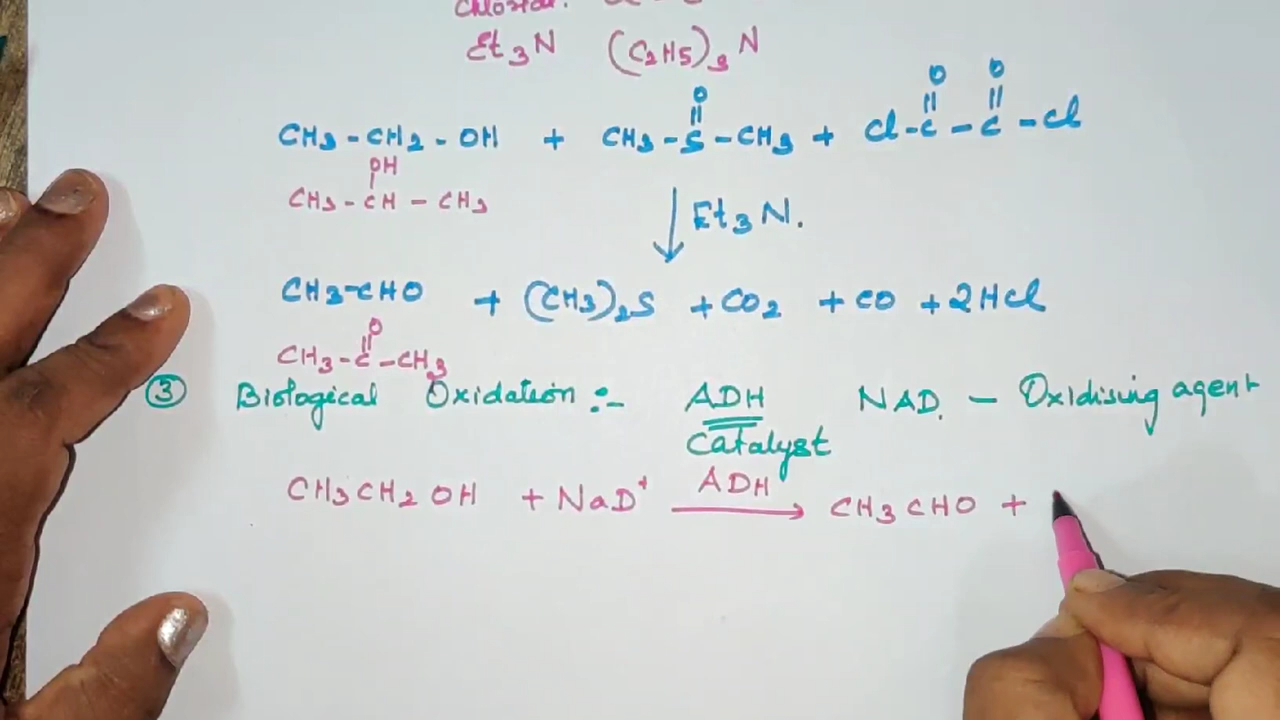 Et3N (C2H5)3N
O O O
|| || ||
CH3-CH2-OH + CH3-S-CH3 + Cl-C-C-Cl
OH
|
CH3-CH-CH3
↓ Et3N.
CH3-CHO + (CH3)2S + CO2 + CO + 2HCl
O
||
CH3-C-CH3
③ Biological Oxidation :- ADH NAD. - Oxidising agent
Catalyst
CH3CH2OH + NaD+ ADH → CH3CHO +